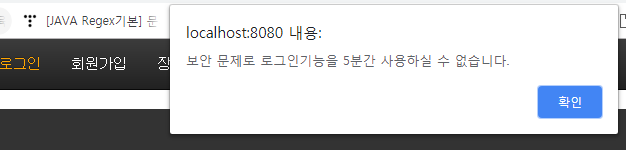 [JAVA Regex기본] 문
localhost:8080 내용:
보안 문제로 로그인기능을 5분간 사용하실 수 없습니다.
로그인 회원가입 장
확인